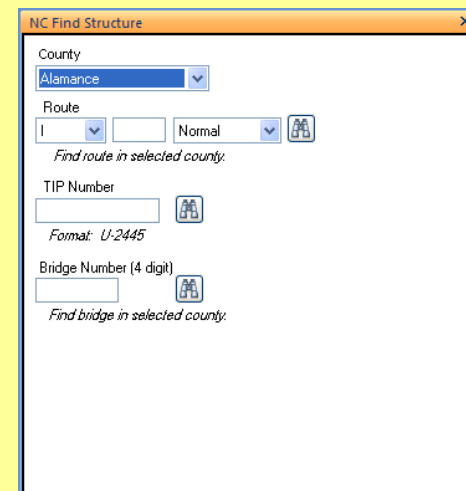 NC Find Structure
County
Alamance
Route
I Normal
Find route in selected county.
TIP Number
Format: U-2445
Bridge Number (4 digit)
Find bridge in selected county.